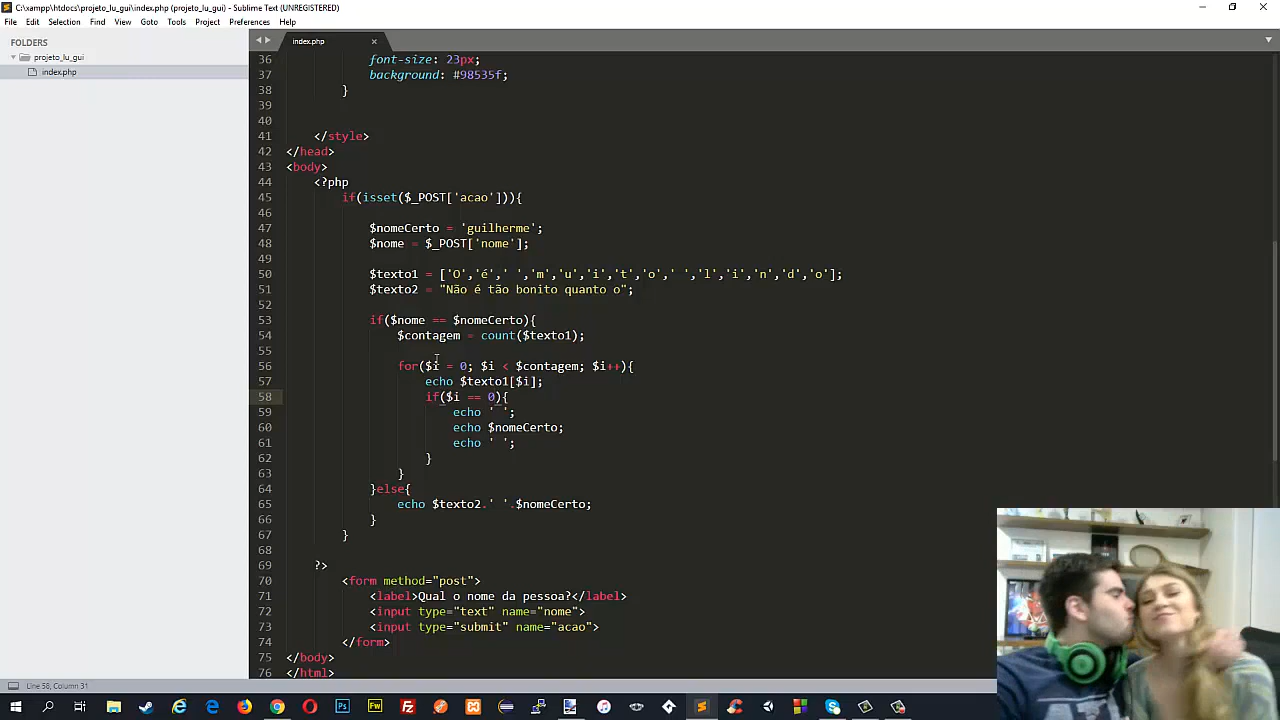 C:\xampp\htdocs\projeto_lu_gui\index.php (projeto_lu_gui) - Sublime Text (UNREGISTERED)
File Edit Selection Find View Goto Tools Project Preferences Help
FOLDERS
projeto_lu_gui
index.php
index.php
36 font-size: 23px;
37 background: #98535f;
38 }
39
40
41 </style>
42 </head>
43 <body>
44 <?php
45 if(isset($_POST['acao'])){
46
47 $nomeCerto = 'guilherme';
48 $nome = $_POST['nome'];
49
50 $texto1 = ['O','é',' ','m','u','i','t','o',' ','l','i','n','d','o'];
51 $texto2 = "Não é tão bonito quanto o";
52
53 if($nome == $nomeCerto){
54 $contagem = count($texto1);
55
56 for($i = 0; $i < $contagem; $i++){
57 echo $texto1[$i];
58 if($i == 0){
59 echo ' ';
60 echo $nomeCerto;
61 echo ' ';
62 }
63 }
64 }else{
65 echo $texto2.' '.$nomeCerto;
66 }
67 }
68
69 ?>
70 <form method="post">
71 <label>Qual o nome da pessoa?</label>
72 <input type="text" name="nome">
73 <input type="submit" name="acao">
74 </form>
75 </body>
76 </html>
Line 58, Column 31